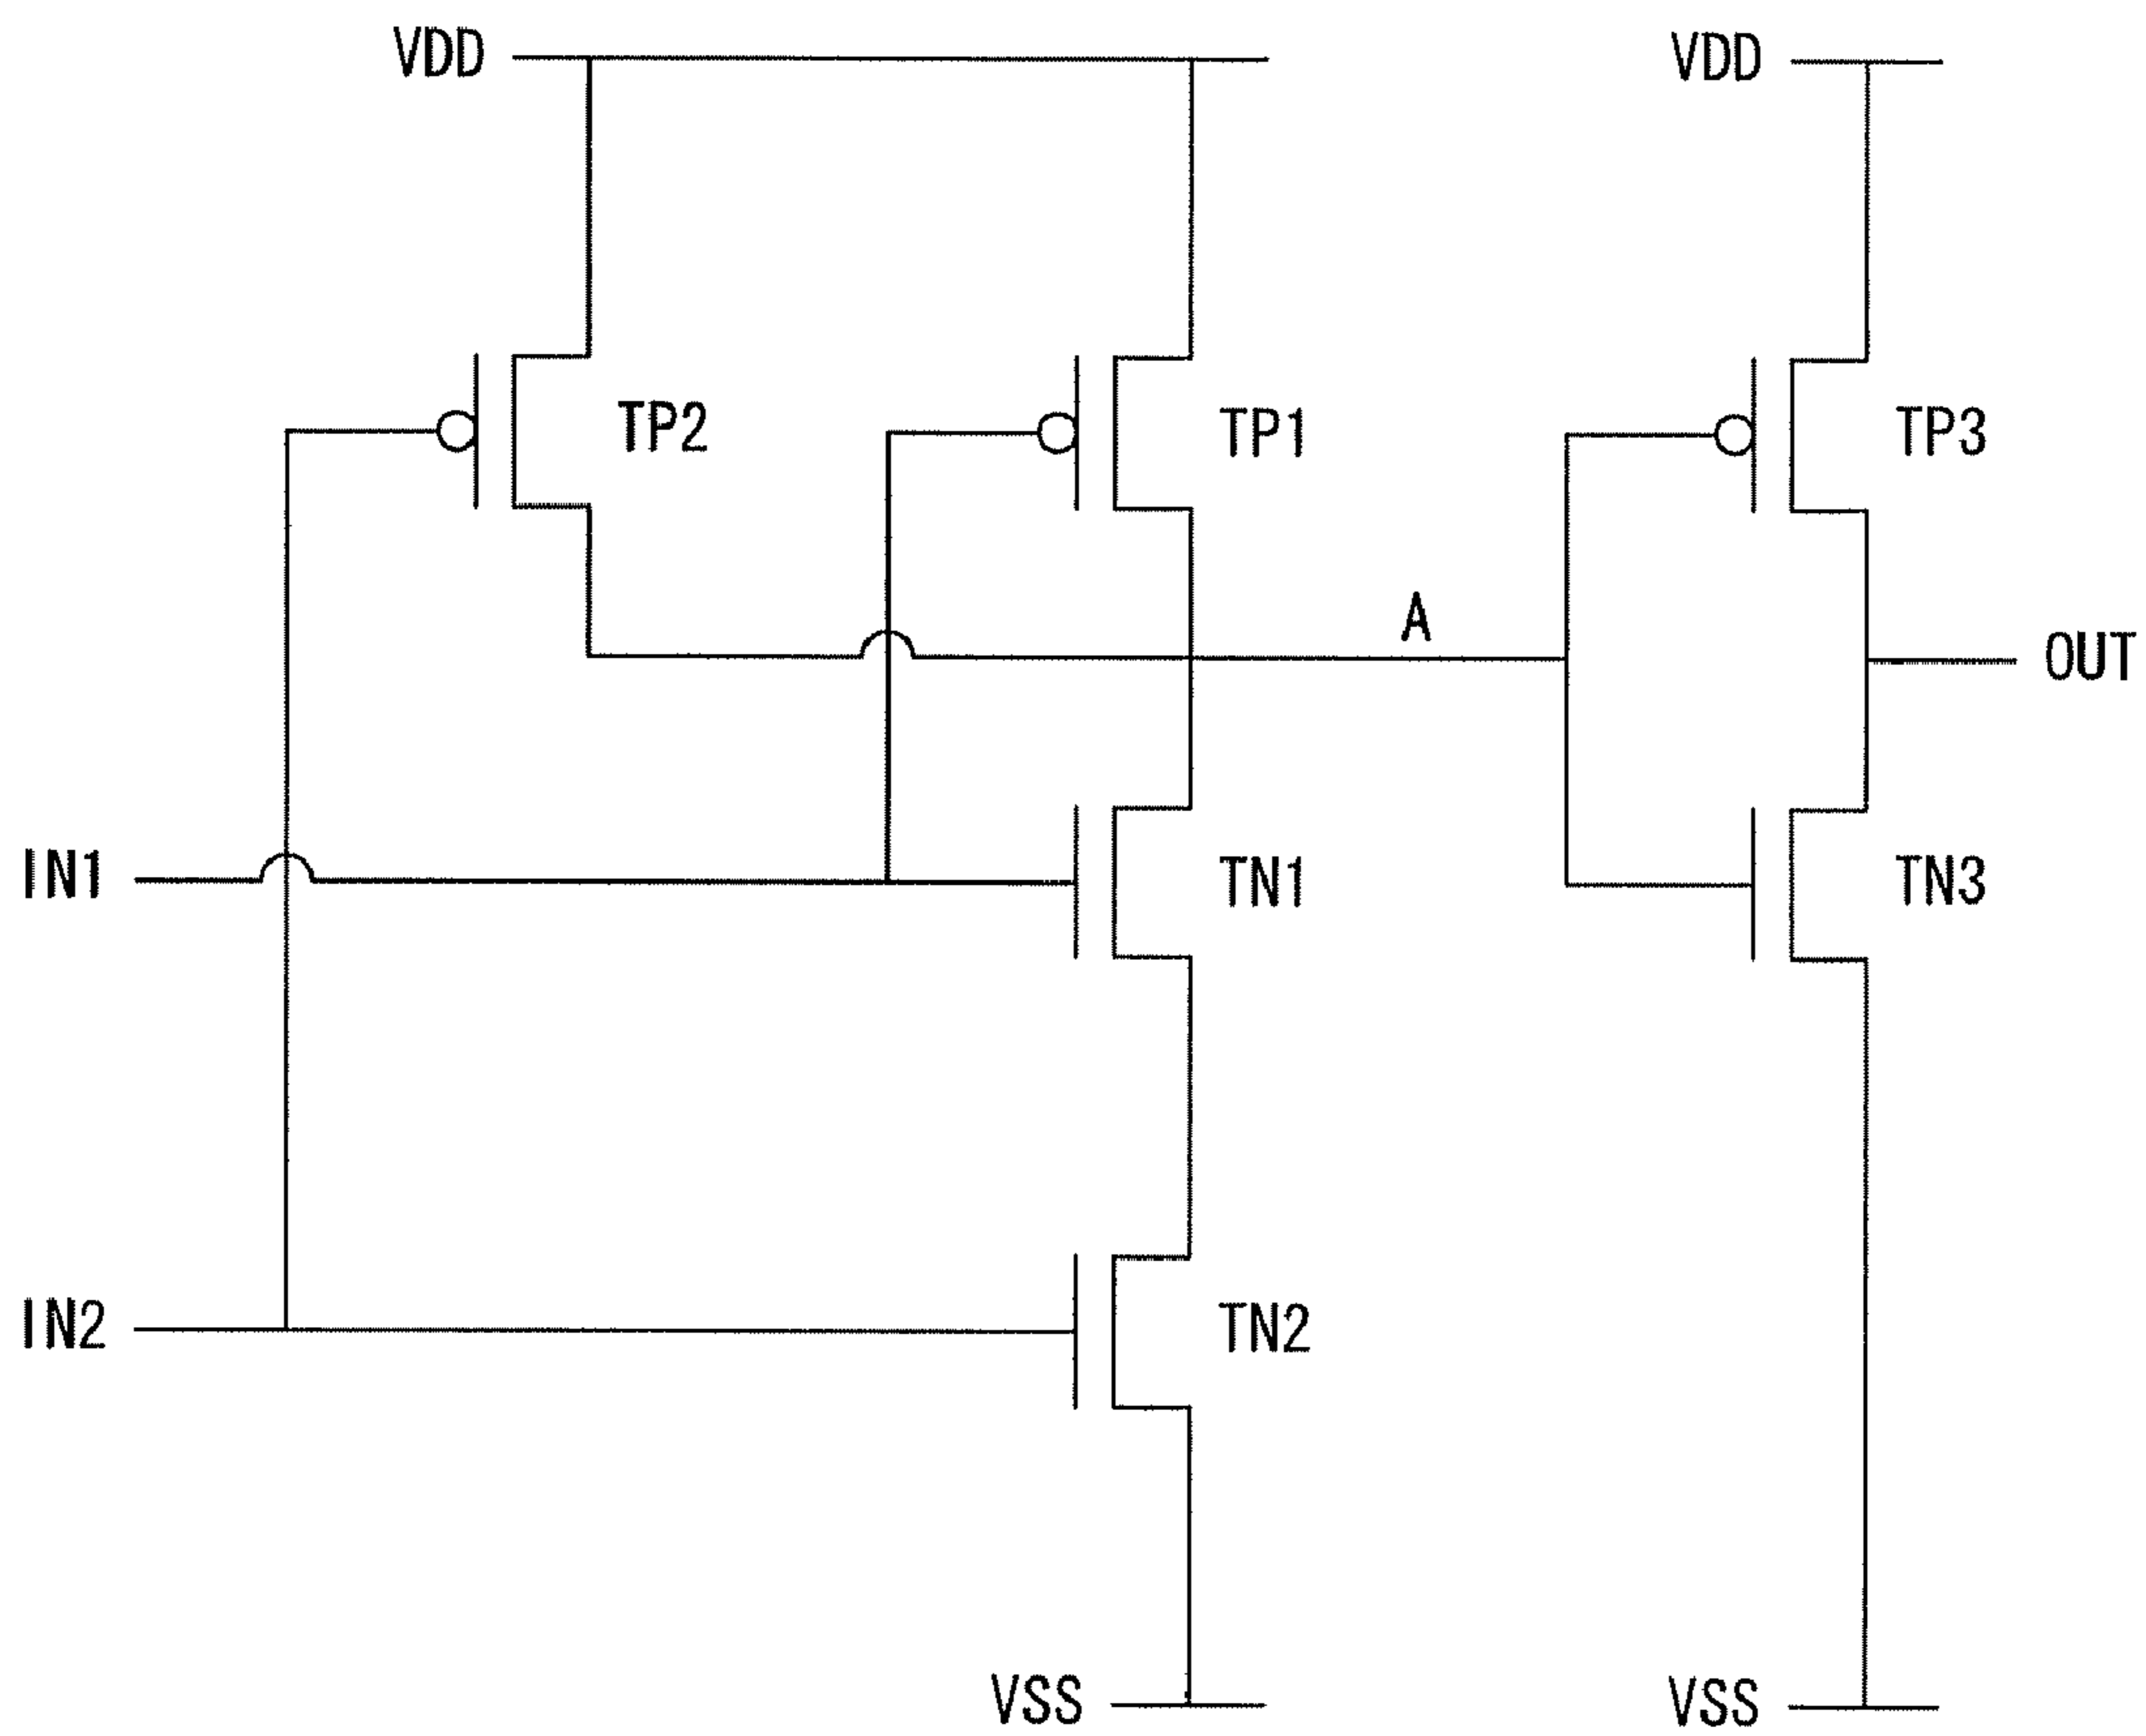 VDD
VDD
TP2
TP1
TP3
A
OUT
IN1
TN1
TN3
IN2
TN2
VSS
VSS